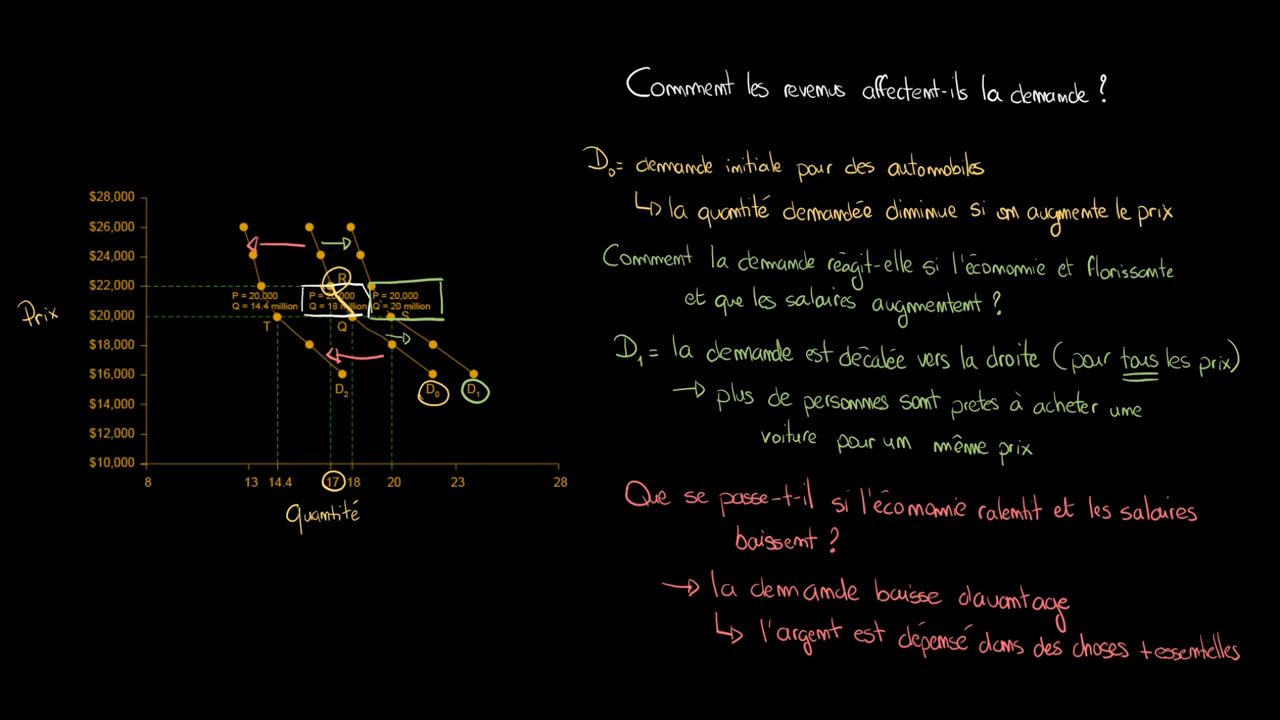 Comment les revenus affectent-ils la demande ?
D₀ = demande initiale pour des automobiles
↳ la quantité demandée diminue si on augmente le prix
Comment la demande réagit-elle si l'économie et florissante
et que les salaires augmentent ?
D₁ = la demande est décalée vers la droite (pour tous les prix)
→ plus de personnes sont pretes à acheter une
voiture pour un même prix
Que se passe-t-il si l'économie ralentit et les salaires
baissent ?
→ la demande baisse davantage
↳ l'argent est dépensé dans des choses + essentielles
Prix
$28,000
$26,000
$24,000
$22,000
$20,000
$18,000
$16,000
$14,000
$12,000
$10,000
R
P = 20,000
Q = 14.4 million
P = 20,000
Q = 18 million
P = 20,000
Q = 20 million
T
Q
S
D₂
D₀
D₁
8
13
14.4
17
18
20
23
28
Quantité